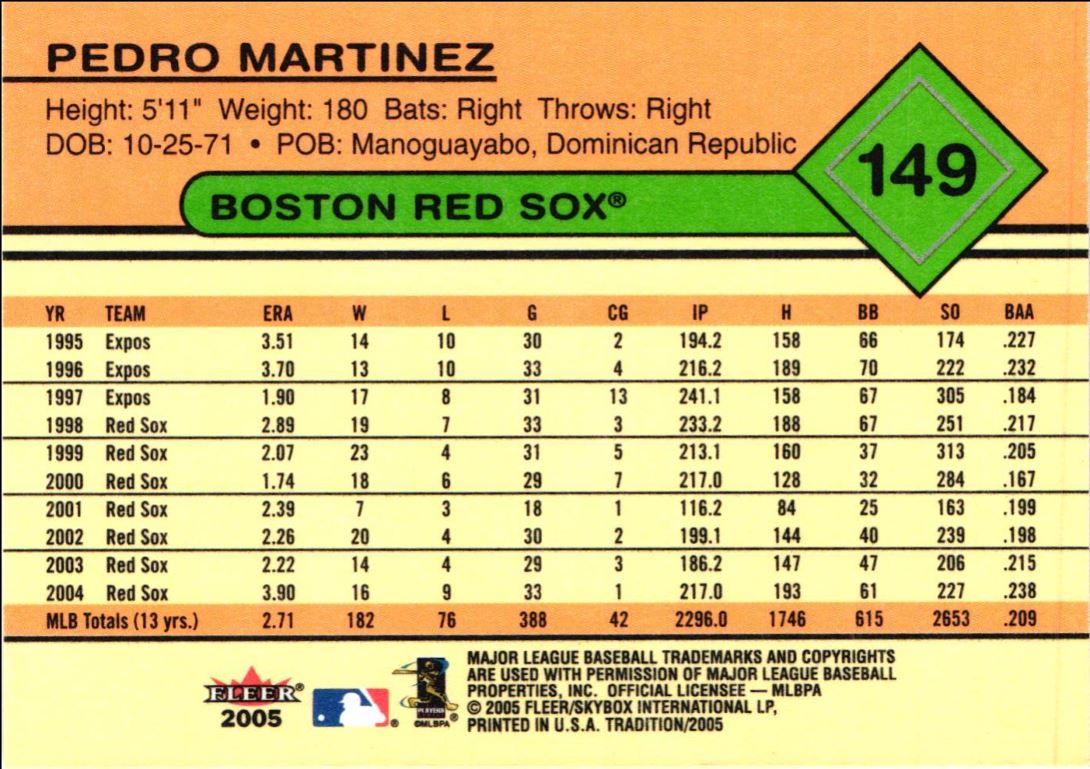 PEDRO MARTINEZ
Height: 5'11" Weight: 180 Bats: Right Throws: Right
DOB: 10-25-71 • POB: Manoguayabo, Dominican Republic
149
BOSTON RED SOX®
YR TEAM ERA W L G CG IP H BB SO BAA
1995 Expos 3.51 14 10 30 2 194.2 158 66 174 .227
1996 Expos 3.70 13 10 33 4 216.2 189 70 222 .232
1997 Expos 1.90 17 8 31 13 241.1 158 67 305 .184
1998 Red Sox 2.89 19 7 33 3 233.2 188 67 251 .217
1999 Red Sox 2.07 23 4 31 5 213.1 160 37 313 .205
2000 Red Sox 1.74 18 6 29 7 217.0 128 32 284 .167
2001 Red Sox 2.39 7 3 18 1 116.2 84 25 163 .199
2002 Red Sox 2.26 20 4 30 2 199.1 144 40 239 .198
2003 Red Sox 2.22 14 4 29 3 186.2 147 47 206 .215
2004 Red Sox 3.90 16 9 33 1 217.0 193 61 227 .238
MLB Totals (13 yrs.) 2.71 182 76 388 42 2296.0 1746 615 2653 .209
FLEER®
2005
®
PLAYERS
©MLBPA®
MAJOR LEAGUE BASEBALL TRADEMARKS AND COPYRIGHTS
ARE USED WITH PERMISSION OF MAJOR LEAGUE BASEBALL
PROPERTIES, INC. OFFICIAL LICENSEE — MLBPA
© 2005 FLEER/SKYBOX INTERNATIONAL LP,
PRINTED IN U.S.A. TRADITION/2005